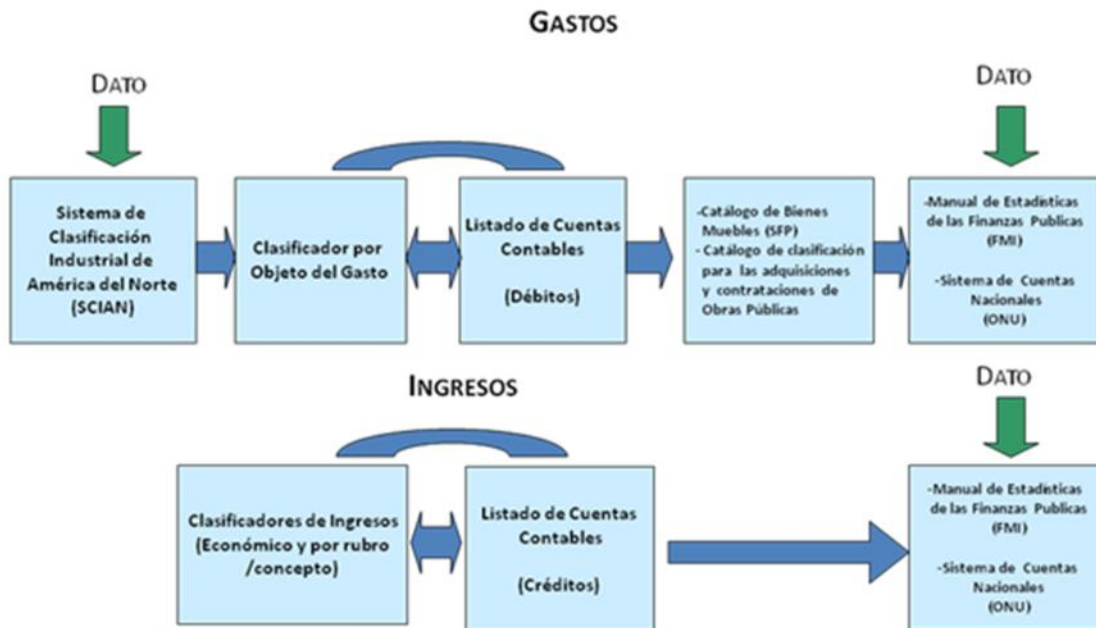 GASTOS
DATO
DATO
Sistema de
Clasificación
Industrial de
América del Norte
(SCIAN)
Clasificador por
Objeto del Gasto
Listado de Cuentas
Contables
(Débitos)
-Catálogo de Bienes
Muebles (SFP)
- Catálogo de clasificación
para las adquisiciones
y contrataciones de
Obras Públicas
-Manual de Estadísticas
de las Finanzas Publicas
(FMI)
-Sistema de Cuentas
Nacionales
(ONU)
INGRESOS
DATO
Clasificadores de Ingresos
(Económico y por rubro
/concepto)
Listado de Cuentas
Contables
(Créditos)
-Manual de Estadísticas
de las Finanzas Publicas
(FMI)
-Sistema de Cuentas
Nacionales
(ONU)